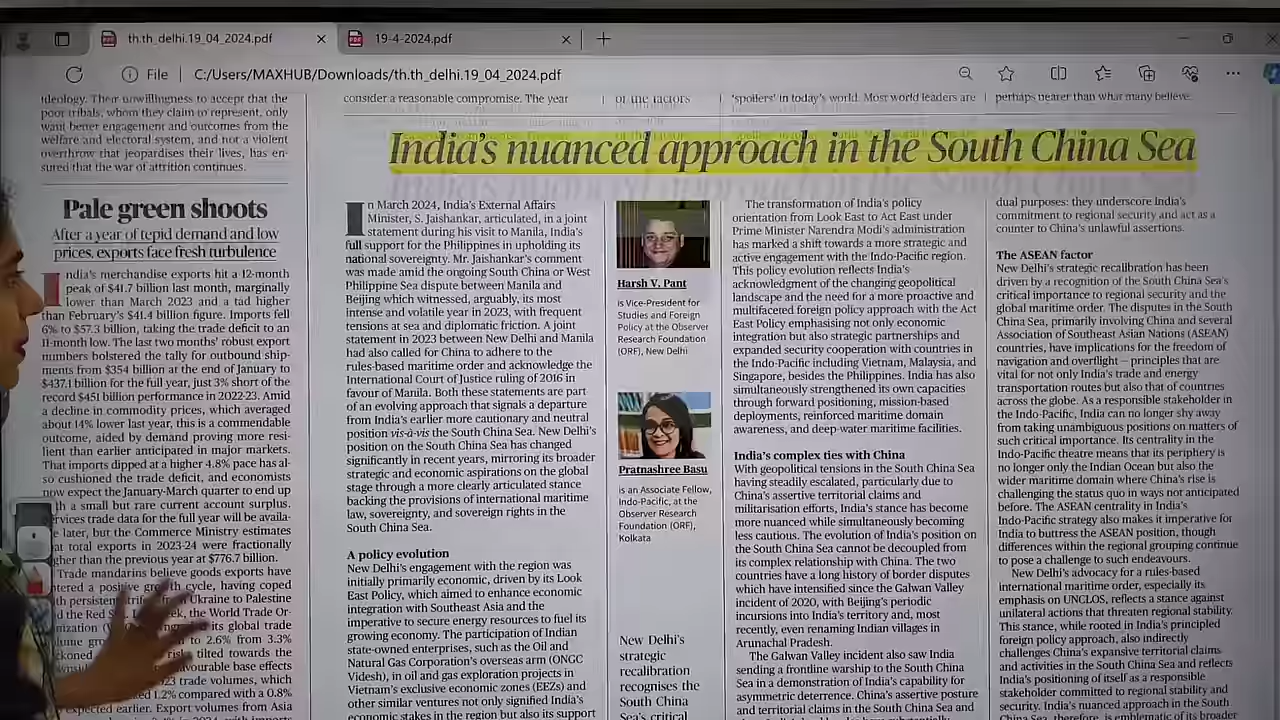 th.th_delhi.19_04_2024.pdf
19-4-2024.pdf
File
C:/Users/MAXHUB/Downloads/th.th_delhi.19_04_2024.pdf
ideology. Their unwillingness to accept that the
poor tribals, whom they claim to represent, only
want better engagement and outcomes from the
welfare and electoral system, and not a violent
overthrow that jeopardises their lives, has en-
sured that the war of attrition continues.
Pale green shoots
After a year of tepid demand and low
prices, exports face fresh turbulence
India's merchandise exports hit a 12-month
peak of $41.7 billion last month, marginally
lower than March 2023 and a tad higher
than February's $41.4 billion figure. Imports fell
6% to $57.3 billion, taking the trade deficit to an
11-month low. The last two months' robust export
numbers bolstered the tally for outbound ship-
ments from $354 billion at the end of January to
$437.1 billion for the full year, just 3% short of the
record $451 billion performance in 2022-23. Amid
a decline in commodity prices, which averaged
about 14% lower last year, this is a commendable
outcome, aided by demand proving more resi-
lient than earlier anticipated in major markets.
That imports dipped at a higher 4.8% pace has al-
so cushioned the trade deficit, and economists
now expect the January-March quarter to end up
a small but rare current account surplus.
trade data for the full year will be availa-
later, but the Commerce Ministry estimates
total exports in 2023-24 were fractionally
than the previous year at $776.7 billion.
Trade mandarins believe goods exports have
a positive growth cycle, having coped
persistent from Ukraine to Palestine
the Red the World Trade Or-
its global trade
to 2.6% from 3.3%
tilted towards the
favourable base effects
trade volumes, which
1.2% compared with a 0.8%
expected earlier. Export volumes from Asia
consider a reasonable compromise. The year
of the factors
'spoilers' in today's world. Most world leaders are
perhaps nearer than what many believe.
India's nuanced approach in the South China Sea
In March 2024, India's External Affairs
Minister, S. Jaishankar, articulated, in a joint
statement during his visit to Manila, India's
full support for the Philippines in upholding its
national sovereignty. Mr. Jaishankar's comment
was made amid the ongoing South China or West
Philippine Sea dispute between Manila and
Beijing which witnessed, arguably, its most
intense and volatile year in 2023, with frequent
tensions at sea and diplomatic friction. A joint
statement in 2023 between New Delhi and Manila
had also called for China to adhere to the
rules-based maritime order and acknowledge the
International Court of Justice ruling of 2016 in
favour of Manila. Both these statements are part
of an evolving approach that signals a departure
from India's earlier more cautionary and neutral
position vis-à-vis the South China Sea. New Delhi's
position on the South China Sea has changed
significantly in recent years, mirroring its broader
strategic and economic aspirations on the global
stage through a more clearly articulated stance
backing the provisions of international maritime
law, sovereignty, and sovereign rights in the
South China Sea.
A policy evolution
New Delhi's engagement with the region was
initially primarily economic, driven by its Look
East Policy, which aimed to enhance economic
integration with Southeast Asia and the
imperative to secure energy resources to fuel its
growing economy. The participation of Indian
state-owned enterprises, such as the Oil and
Natural Gas Corporation's overseas arm (ONGC
Videsh), in oil and gas exploration projects in
Vietnam's exclusive economic zones (EEZs) and
other similar ventures not only signified India's
economic stakes in the region but also its support
Harsh V. Pant
is Vice-President for
Studies and Foreign
Policy at the Observer
Research Foundation
(ORF), New Delhi
Pratnashree Basu
is an Associate Fellow,
Indo-Pacific, at the
Observer Research
Foundation (ORF),
Kolkata
New Delhi's
strategic
recalibration
recognises the
South China
Sea's critical
The transformation of India's policy
orientation from Look East to Act East under
Prime Minister Narendra Modi's administration
has marked a shift towards a more strategic and
active engagement with the Indo-Pacific region.
This policy evolution reflects India's
acknowledgment of the changing geopolitical
landscape and the need for a more proactive and
multifaceted foreign policy approach with the Act
East Policy emphasising not only economic
integration but also strategic partnerships and
expanded security cooperation with countries in
the Indo-Pacific including Vietnam, Malaysia, and
Singapore, besides the Philippines. India has also
simultaneously strengthened its own capacities
through forward positioning, mission-based
deployments, reinforced maritime domain
awareness, and deep-water maritime facilities.
India's complex ties with China
With geopolitical tensions in the South China Sea
having steadily escalated, particularly due to
China's assertive territorial claims and
militarisation efforts, India's stance has become
more nuanced while simultaneously becoming
less cautious. The evolution of India's position on
the South China Sea cannot be decoupled from
its complex relationship with China. The two
countries have a long history of border disputes
which have intensified since the Galwan Valley
incident of 2020, with Beijing's periodic
incursions into India's territory and, most
recently, even renaming Indian villages in
Arunachal Pradesh.
The Galwan Valley incident also saw India
sending a frontline warship to the South China
Sea in a demonstration of India's capability for
asymmetric deterrence. China's assertive posture
and territorial claims in the South China Sea
dual purposes: they underscore India's
commitment to regional security and act as a
counter to China's unlawful assertions.
The ASEAN factor
New Delhi's strategic recalibration has been
driven by a recognition of the South China Sea's
critical importance to regional security and the
global maritime order. The disputes in the South
China Sea, primarily involving China and several
Association of Southeast Asian Nations (ASEAN)
countries, have implications for the freedom of
navigation and overflight — principles that are
vital for not only India's trade and energy
transportation routes but also that of countries
across the globe. As a responsible stakeholder in
the Indo-Pacific, India can no longer shy away
from taking unambiguous positions on matters of
such critical importance. Its centrality in the
Indo-Pacific theatre means that its periphery is
no longer only the Indian Ocean but also the
wider maritime domain where China's rise is
challenging the status quo in ways not anticipated
before. The ASEAN centrality in India's
Indo-Pacific strategy also makes it imperative for
India to buttress the ASEAN position, though
differences within the regional grouping continue
to pose a challenge to such endeavours.
New Delhi's advocacy for a rules-based
international maritime order, especially its
emphasis on UNCLOS, reflects a stance against
unilateral actions that threaten regional stability.
This stance, while rooted in India's principled
foreign policy approach, also indirectly
challenges China's expansive territorial claims
and activities in the South China Sea and reflects
India's positioning of itself as a responsible
stakeholder committed to regional stability and
security. India's nuanced approach in the South
China Sea, therefore, is emblematic of its broader